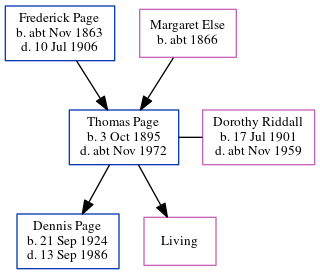 Frederick Page
b. abt Nov 1863
d. 10 Jul 1906
Margaret Else
b. abt 1866
Thomas Page
b. 3 Oct 1895
d. abt Nov 1972
Dorothy Riddall
b. 17 Jul 1901
d. abt Nov 1959
Dennis Page
b. 21 Sep 1924
d. 13 Sep 1986
Living